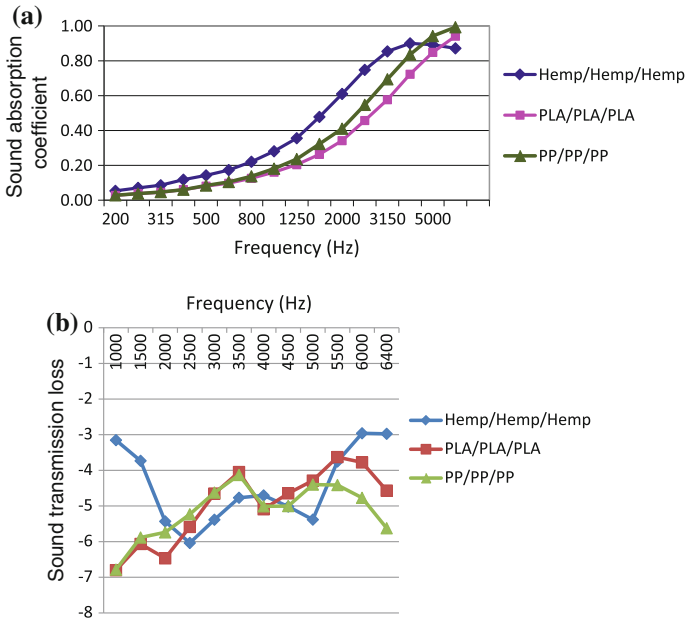 (a)
Sound absorption
coefficient
1.00
0.80
0.60
0.40
0.20
0.00
200 315 500 800 1250 2000 3150 5000
Frequency (Hz)
Hemp/Hemp/Hemp
PLA/PLA/PLA
PP/PP/PP
(b)
Frequency (Hz)
Sound transmission loss
0
-1
-2
-3
-4
-5
-6
-7
-8
1000 1500 2000 2500 3000 3500 4000 4500 5000 5500 6000 6400
Hemp/Hemp/Hemp
PLA/PLA/PLA
PP/PP/PP